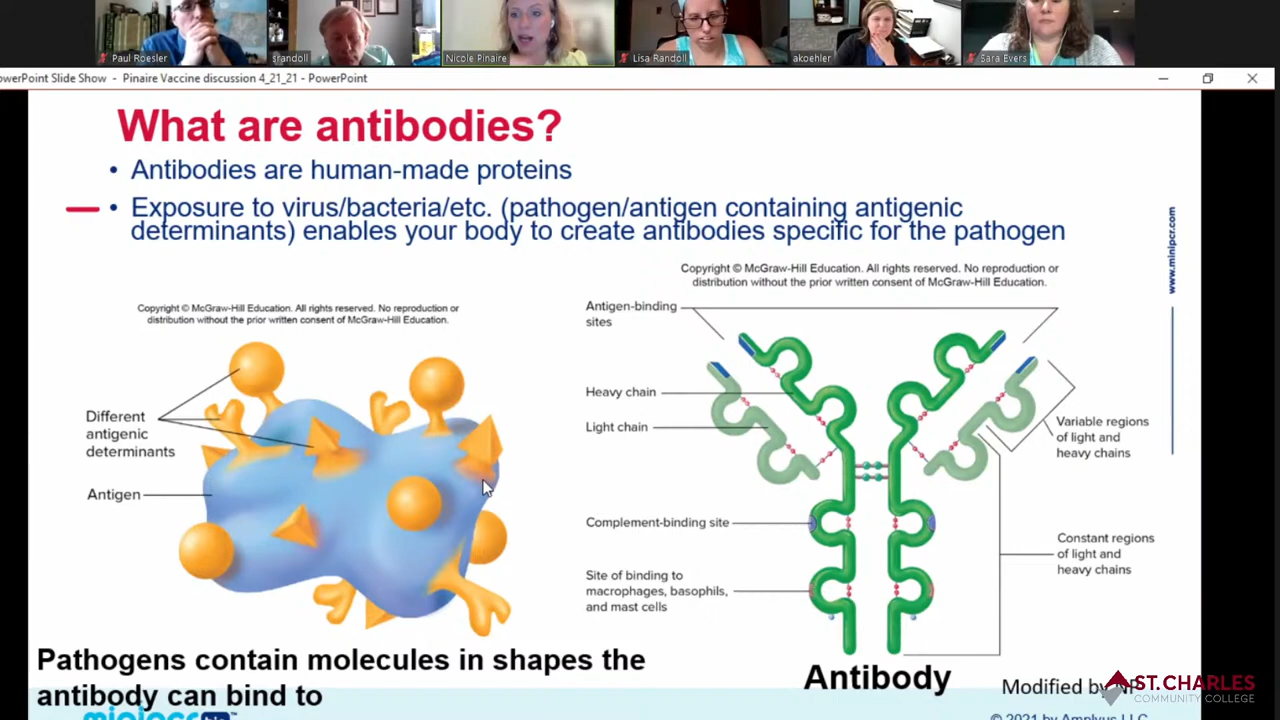 Paul Roesler
srandoll
Nicole Pinaire
Lisa Randoll
akoehler
Sara Evers
owerPoint Slide Show - Pinaire Vaccine discussion 4_21_21 - PowerPoint
What are antibodies?
• Antibodies are human-made proteins
• Exposure to virus/bacteria/etc. (pathogen/antigen containing antigenic
determinants) enables your body to create antibodies specific for the pathogen
www.minipcr.com
Copyright © McGraw-Hill Education. All rights reserved. No reproduction or
distribution without the prior written consent of McGraw-Hill Education.
Different
antigenic
determinants
Antigen
Copyright © McGraw-Hill Education. All rights reserved. No reproduction or
distribution without the prior written consent of McGraw-Hill Education.
Antigen-binding
sites
Heavy chain
Light chain
Variable regions
of light and
heavy chains
Complement-binding site
Constant regions
of light and
heavy chains
Site of binding to
macrophages, basophils,
and mast cells
Pathogens contain molecules in shapes the
antibody can bind to
Antibody
Modified by NP
ST. CHARLES
COMMUNITY COLLEGE
© 2021 by Amplyus LLC